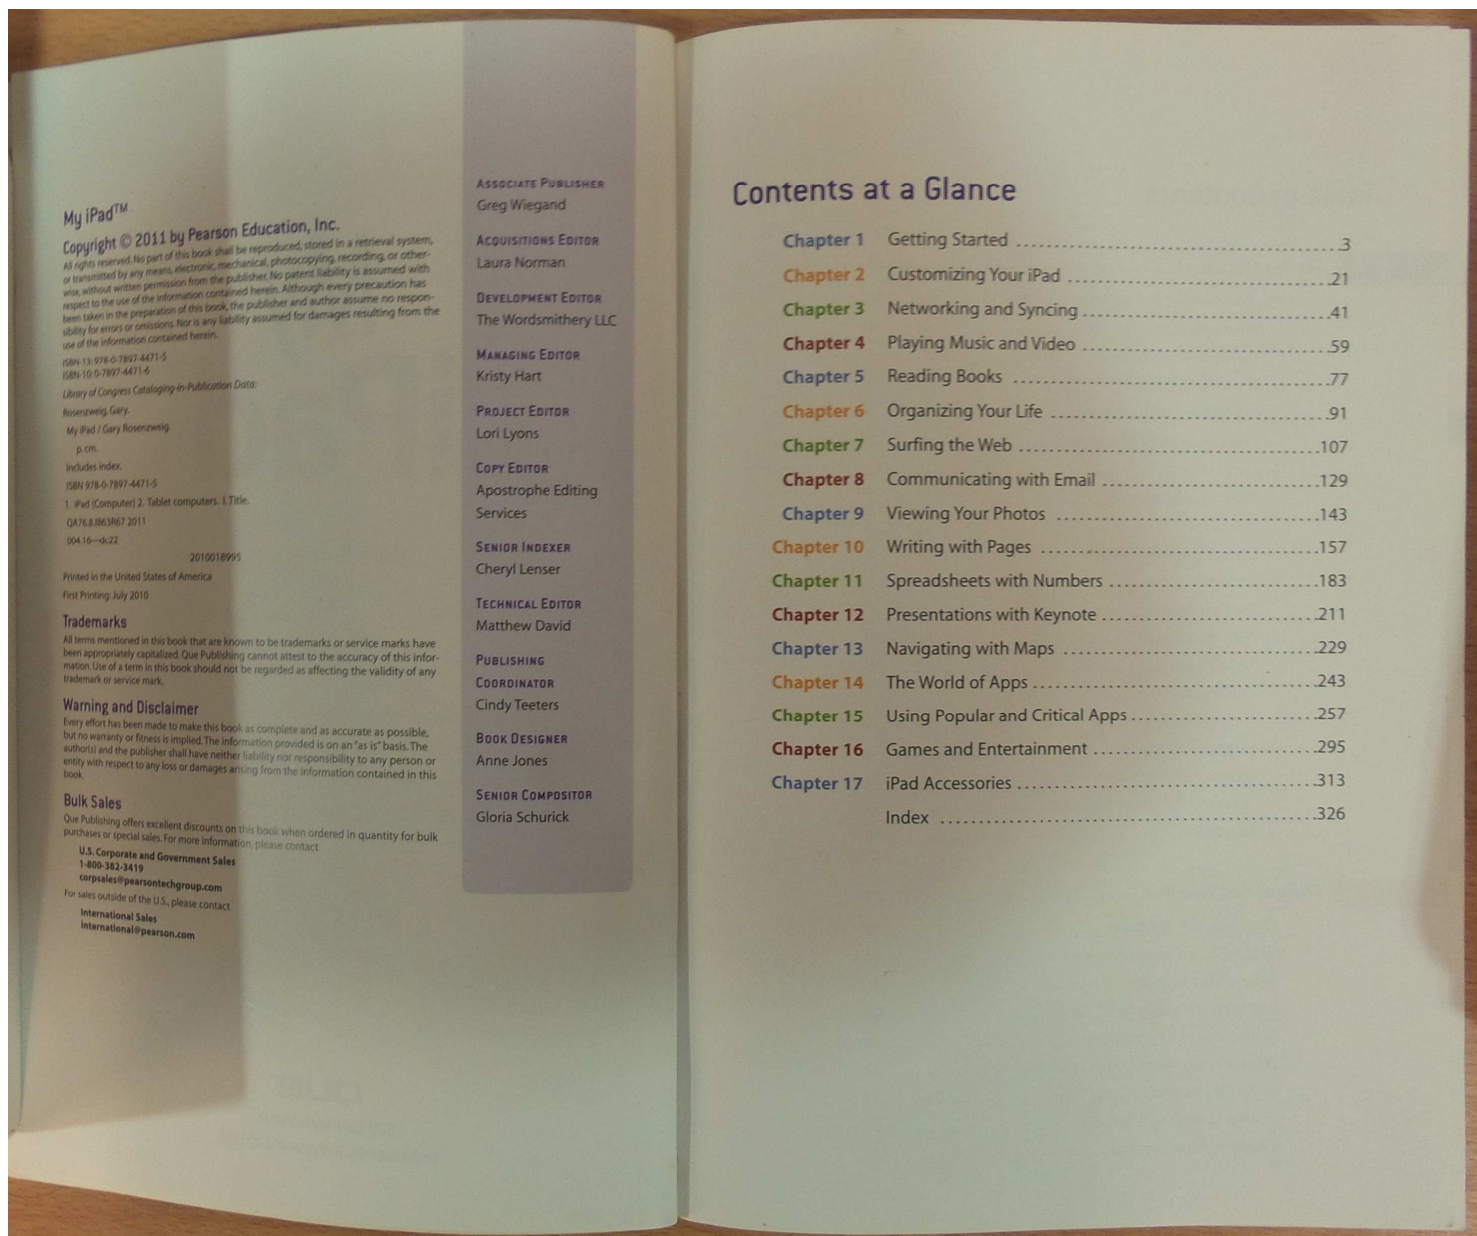 My iPad™
Copyright © 2011 by Pearson Education, Inc.
All rights reserved. No part of this book shall be reproduced, stored in a retrieval system,
or transmitted by any means, electronic, mechanical, photocopying, recording, or other-
wise, without written permission from the publisher. No patent liability is assumed with
respect to the use of the information contained herein. Although every precaution has
been taken in the preparation of this book, the publisher and author assume no respon-
sibility for errors or omissions. Nor is any liability assumed for damages resulting from the
use of the information contained herein.
ISBN-13: 978-0-7897-4471-5
ISBN-10: 0-7897-4471-6
Library of Congress Cataloging-in-Publication Data:
Rosenzweig, Gary.
My iPad / Gary Rosenzweig.
p. cm.
Includes index.
ISBN 978-0-7897-4471-5
1. iPad (Computer) 2. Tablet computers. I. Title.
QA76.8.I863R67 2011
004.16—dc22
2010018995
Printed in the United States of America
First Printing: July 2010
Trademarks
All terms mentioned in this book that are known to be trademarks or service marks have
been appropriately capitalized. Que Publishing cannot attest to the accuracy of this infor-
mation. Use of a term in this book should not be regarded as affecting the validity of any
trademark or service mark.
Warning and Disclaimer
Every effort has been made to make this book as complete and as accurate as possible,
but no warranty or fitness is implied. The information provided is on an "as is" basis. The
author(s) and the publisher shall have neither liability nor responsibility to any person or
entity with respect to any loss or damages arising from the information contained in this
book.
Bulk Sales
Que Publishing offers excellent discounts on this book when ordered in quantity for bulk
purchases or special sales. For more information, please contact
U.S. Corporate and Government Sales
1-800-382-3419
corpsales@pearsontechgroup.com
For sales outside of the U.S., please contact
International Sales
international@pearson.com
Associate Publisher
Greg Wiegand
Acquisitions Editor
Laura Norman
Development Editor
The Wordsmithery LLC
Managing Editor
Kristy Hart
Project Editor
Lori Lyons
Copy Editor
Apostrophe Editing
Services
Senior Indexer
Cheryl Lenser
Technical Editor
Matthew David
Publishing
Coordinator
Cindy Teeters
Book Designer
Anne Jones
Senior Compositor
Gloria Schurick
Contents at a Glance
Chapter 1 Getting Started ....................3
Chapter 2 Customizing Your iPad ....................21
Chapter 3 Networking and Syncing ....................41
Chapter 4 Playing Music and Video ....................59
Chapter 5 Reading Books ....................77
Chapter 6 Organizing Your Life ....................91
Chapter 7 Surfing the Web ....................107
Chapter 8 Communicating with Email ....................129
Chapter 9 Viewing Your Photos ....................143
Chapter 10 Writing with Pages ....................157
Chapter 11 Spreadsheets with Numbers ....................183
Chapter 12 Presentations with Keynote ....................211
Chapter 13 Navigating with Maps ....................229
Chapter 14 The World of Apps ....................243
Chapter 15 Using Popular and Critical Apps ....................257
Chapter 16 Games and Entertainment ....................295
Chapter 17 iPad Accessories ....................313
Index ....................326